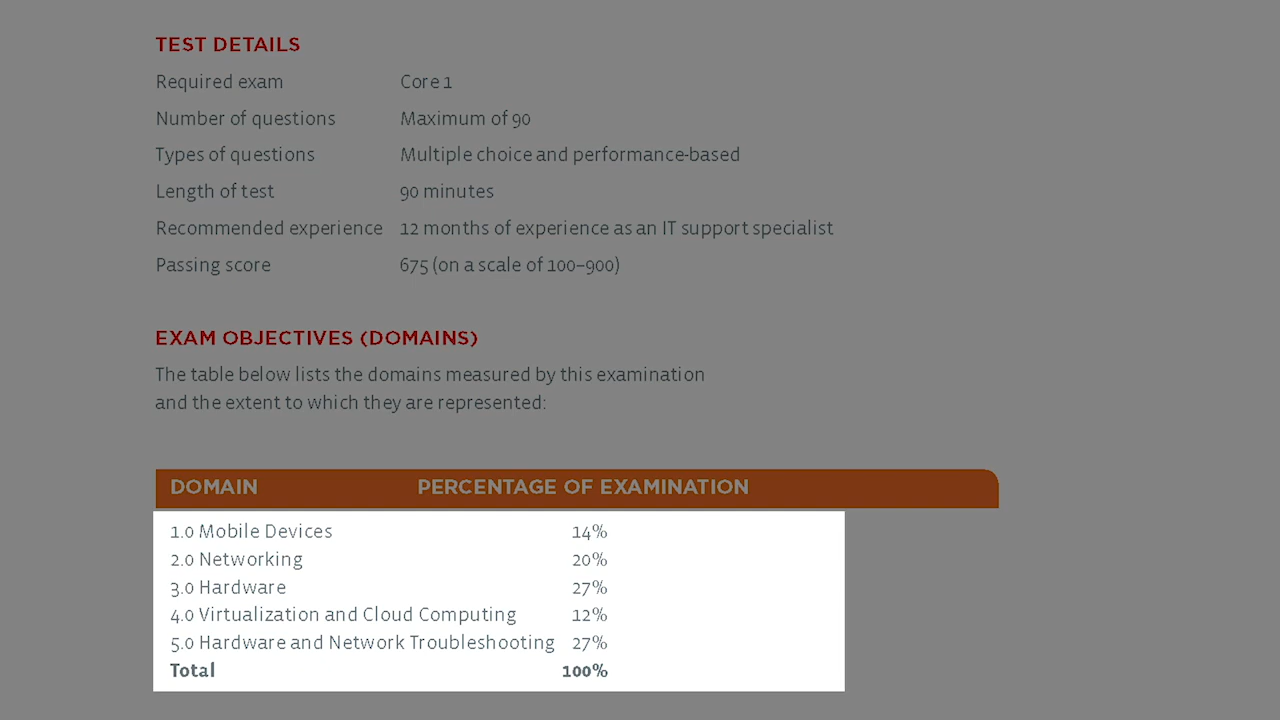 TEST DETAILS
Required exam Core 1
Number of questions Maximum of 90
Types of questions Multiple choice and performance-based
Length of test 90 minutes
Recommended experience 12 months of experience as an IT support specialist
Passing score 675 (on a scale of 100–900)
EXAM OBJECTIVES (DOMAINS)
The table below lists the domains measured by this examination
and the extent to which they are represented:
DOMAIN PERCENTAGE OF EXAMINATION
1.0 Mobile Devices 14%
2.0 Networking 20%
3.0 Hardware 27%
4.0 Virtualization and Cloud Computing 12%
5.0 Hardware and Network Troubleshooting 27%
Total 100%